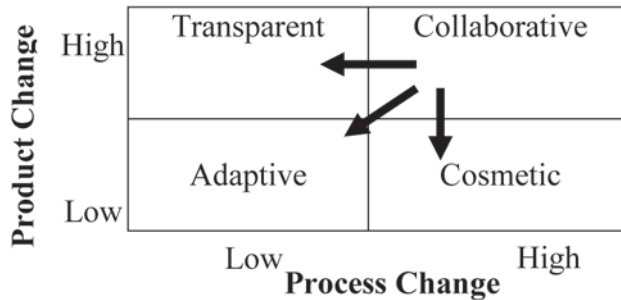 Transparent Collaborative
High
Product Change
Adaptive Cosmetic
Low
Low High
Process Change